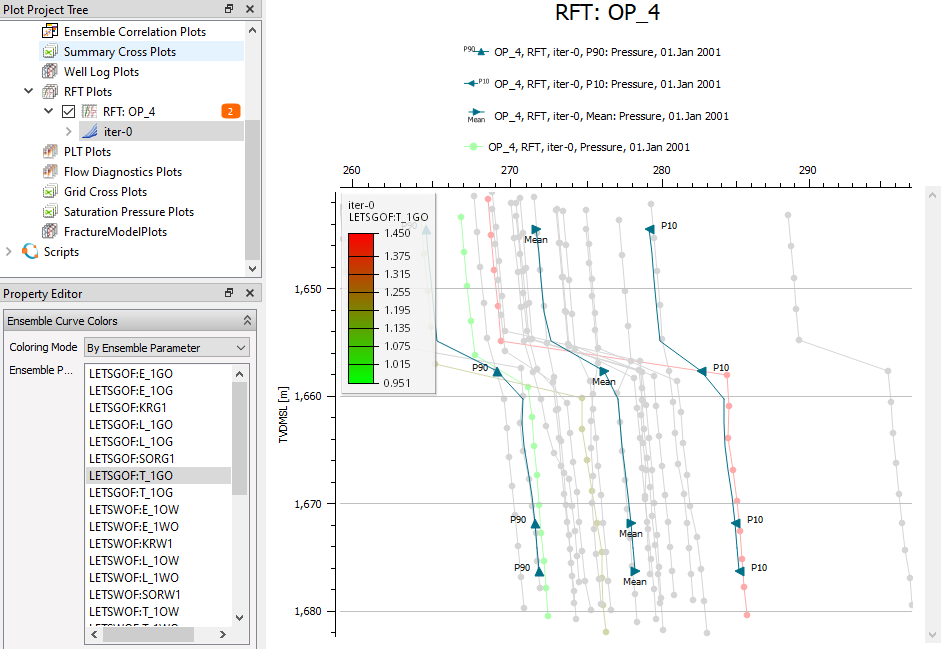 Plot Project Tree
Ensemble Correlation Plots
Summary Cross Plots
Well Log Plots
RFT Plots
RFT: OP_4
2
iter-0
PLT Plots
Flow Diagnostics Plots
Grid Cross Plots
Saturation Pressure Plots
FractureModelPlots
Scripts
Property Editor
Ensemble Curve Colors
Coloring Mode
By Ensemble Parameter
Ensemble P...
LETSGOF:E_1GO
LETSGOF:E_1OG
LETSGOF:KRG1
LETSGOF:L_1GO
LETSGOF:L_1OG
LETSGOF:SORG1
LETSGOF:T_1GO
LETSGOF:T_1OG
LETSWOF:E_1OW
LETSWOF:E_1WO
LETSWOF:KRW1
LETSWOF:L_1OW
LETSWOF:L_1WO
LETSWOF:SORW1
LETSWOF:T_1OW
RFT: OP_4
P90 OP_4, RFT, iter-0, P90: Pressure, 01.Jan 2001
P10 OP_4, RFT, iter-0, P10: Pressure, 01.Jan 2001
Mean OP_4, RFT, iter-0, Mean: Pressure, 01.Jan 2001
OP_4, RFT, iter-0, Pressure, 01.Jan 2001
260 270 280 290
iter-0
LETSGOF:T_1GO
1.450
1.375
1.315
1.255
1.195
1.135
1.075
1.015
0.951
P90
Mean
P10
1,650
P90
Mean
P10
1,660
TVDMSL [m]
1,670
P90
Mean
P10
P90
Mean
P10
1,680